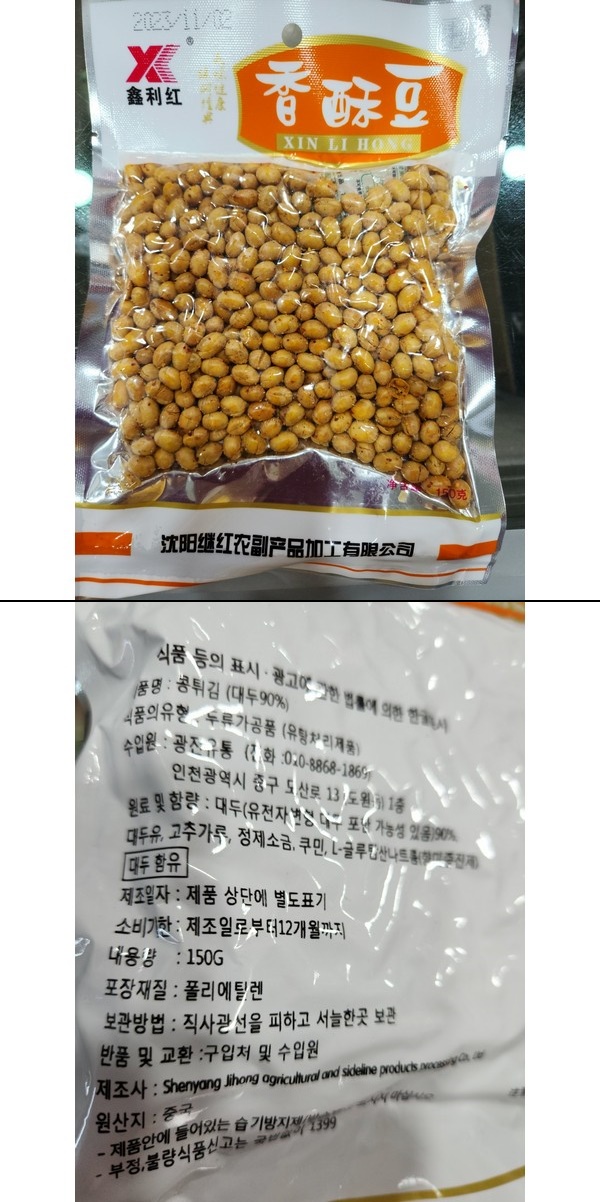 2023/11/02
鑫利红
®
香酥豆
XIN LI HONG
净含量：150克
沈阳继红农副产品加工有限公司
식품 등의 표시·광고에 관한 법률에 의한 한글표시
품명 : 콩튀김 (대두90%)
식품의유형 : 두류가공품 (유탕처리제품)
수입원 : 광진유통 (전화 :010-8868-1869)
인천광역시 중구 도산로 13 (도원동) 1층
원료 및 함량 : 대두(유전자변형 대두 포함 가능성 있음)90%,
대두유, 고추가루, 정제소금, 쿠민, L-글루탐산나트륨(향미증진제)
대두 함유
제조일자 : 제품 상단에 별도표기
소비기한 : 제조일로부터12개월까지
내용량 : 150G
포장재질 : 폴리에틸렌
보관방법 : 직사광선을 피하고 서늘한곳 보관
반품 및 교환 :구입처 및 수입원
제조사 : Shenyang Jihong agricultural and sideline products processing Co,. Ltd
원산지 : 중국
- 제품안에 들어있는 습기방지제
- 부정,불량식품신고는 국번없이 1399